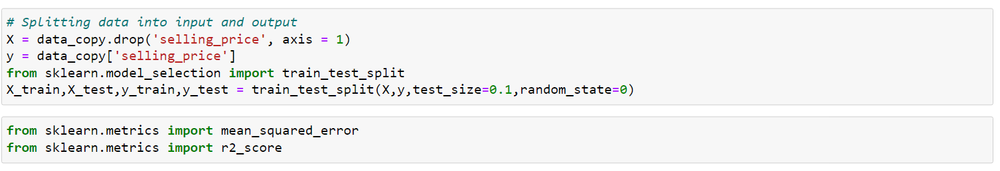 # Splitting data into input and output
X = data_copy.drop('selling_price', axis = 1)
y = data_copy['selling_price']
from sklearn.model_selection import train_test_split
X_train,X_test,y_train,y_test = train_test_split(X,y,test_size=0.1,random_state=0)
from sklearn.metrics import mean_squared_error
from sklearn.metrics import r2_score